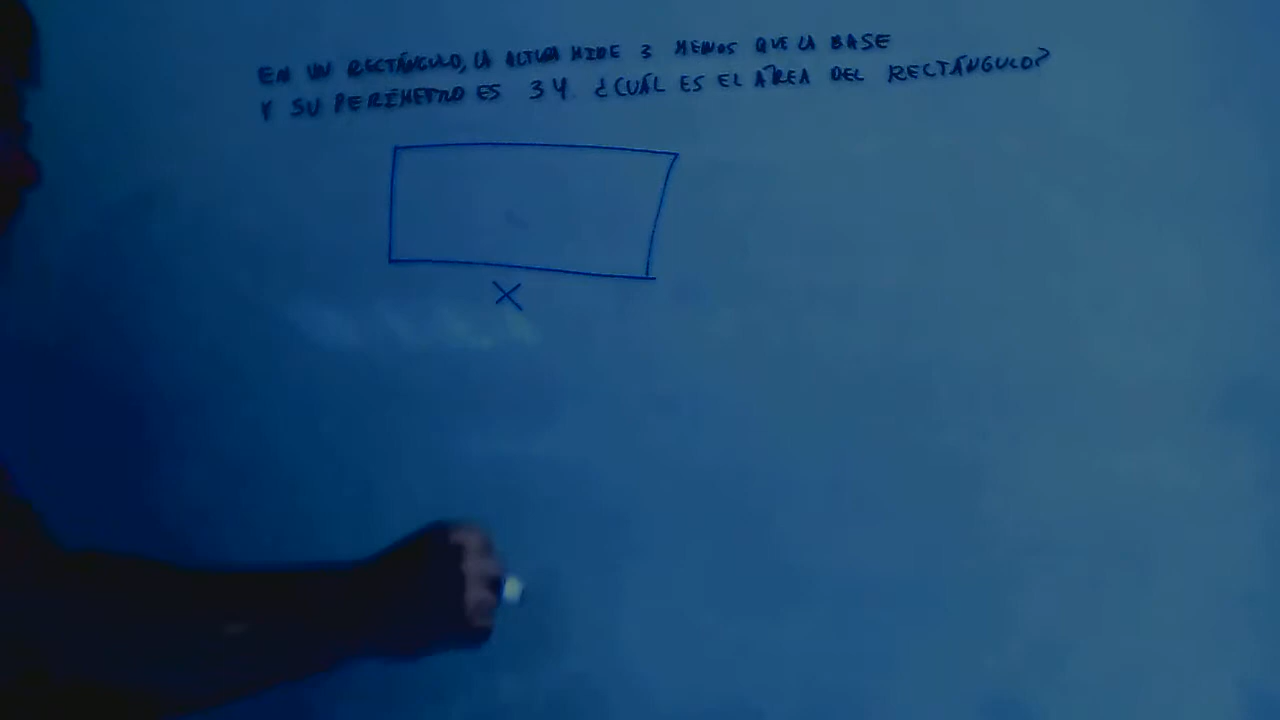 EN UN RECTÁNGULO, LA ALTURA MIDE 3 MENOS QUE LA BASE
Y SU PERÍMETRO ES 34 ¿CUÁL ES EL ÁREA DEL RECTÁNGULO?
X